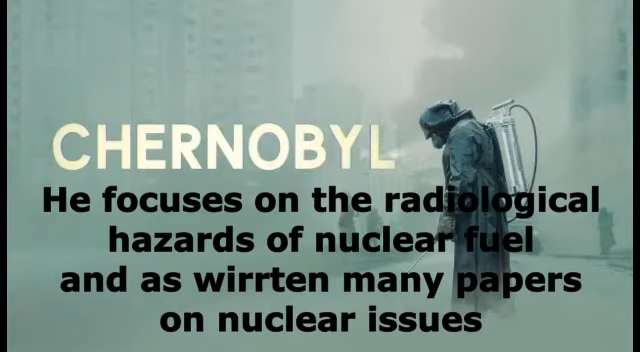 CHERNOBYL
He focuses on the radiological
hazards of nuclear fuel
and as wirrten many papers
on nuclear issues